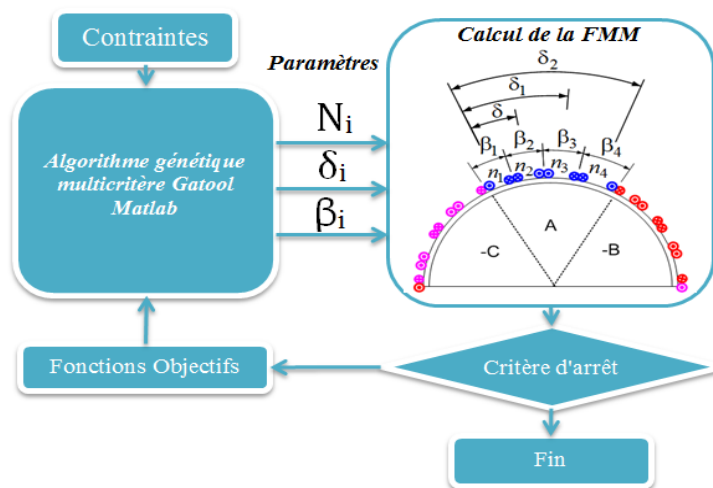 Contraintes
Paramètres
Calcul de la FMM
Algorithme génétique
multicritère Gatool
Matlab
Ni
δi
βi
δ2
δ1
δ
β1 β2 β3 β4
n1 n2 n3 n4
-C A -B
Fonctions Objectifs
Critère d'arrêt
Fin